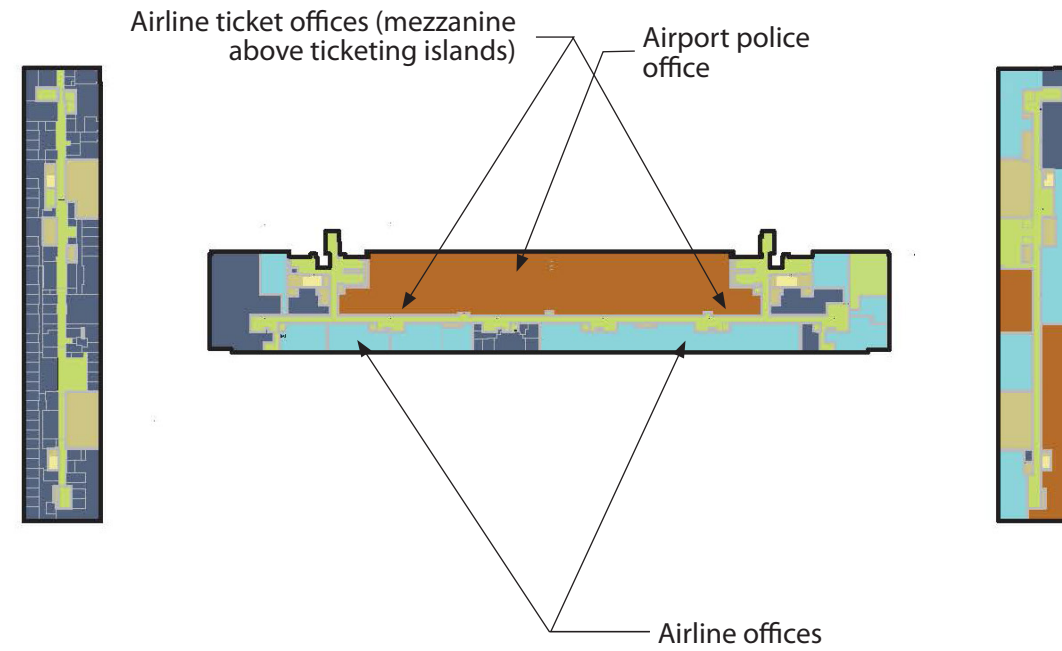 Airline ticket offices (mezzanine
above ticketing islands)
Airport police
office
Airline offices